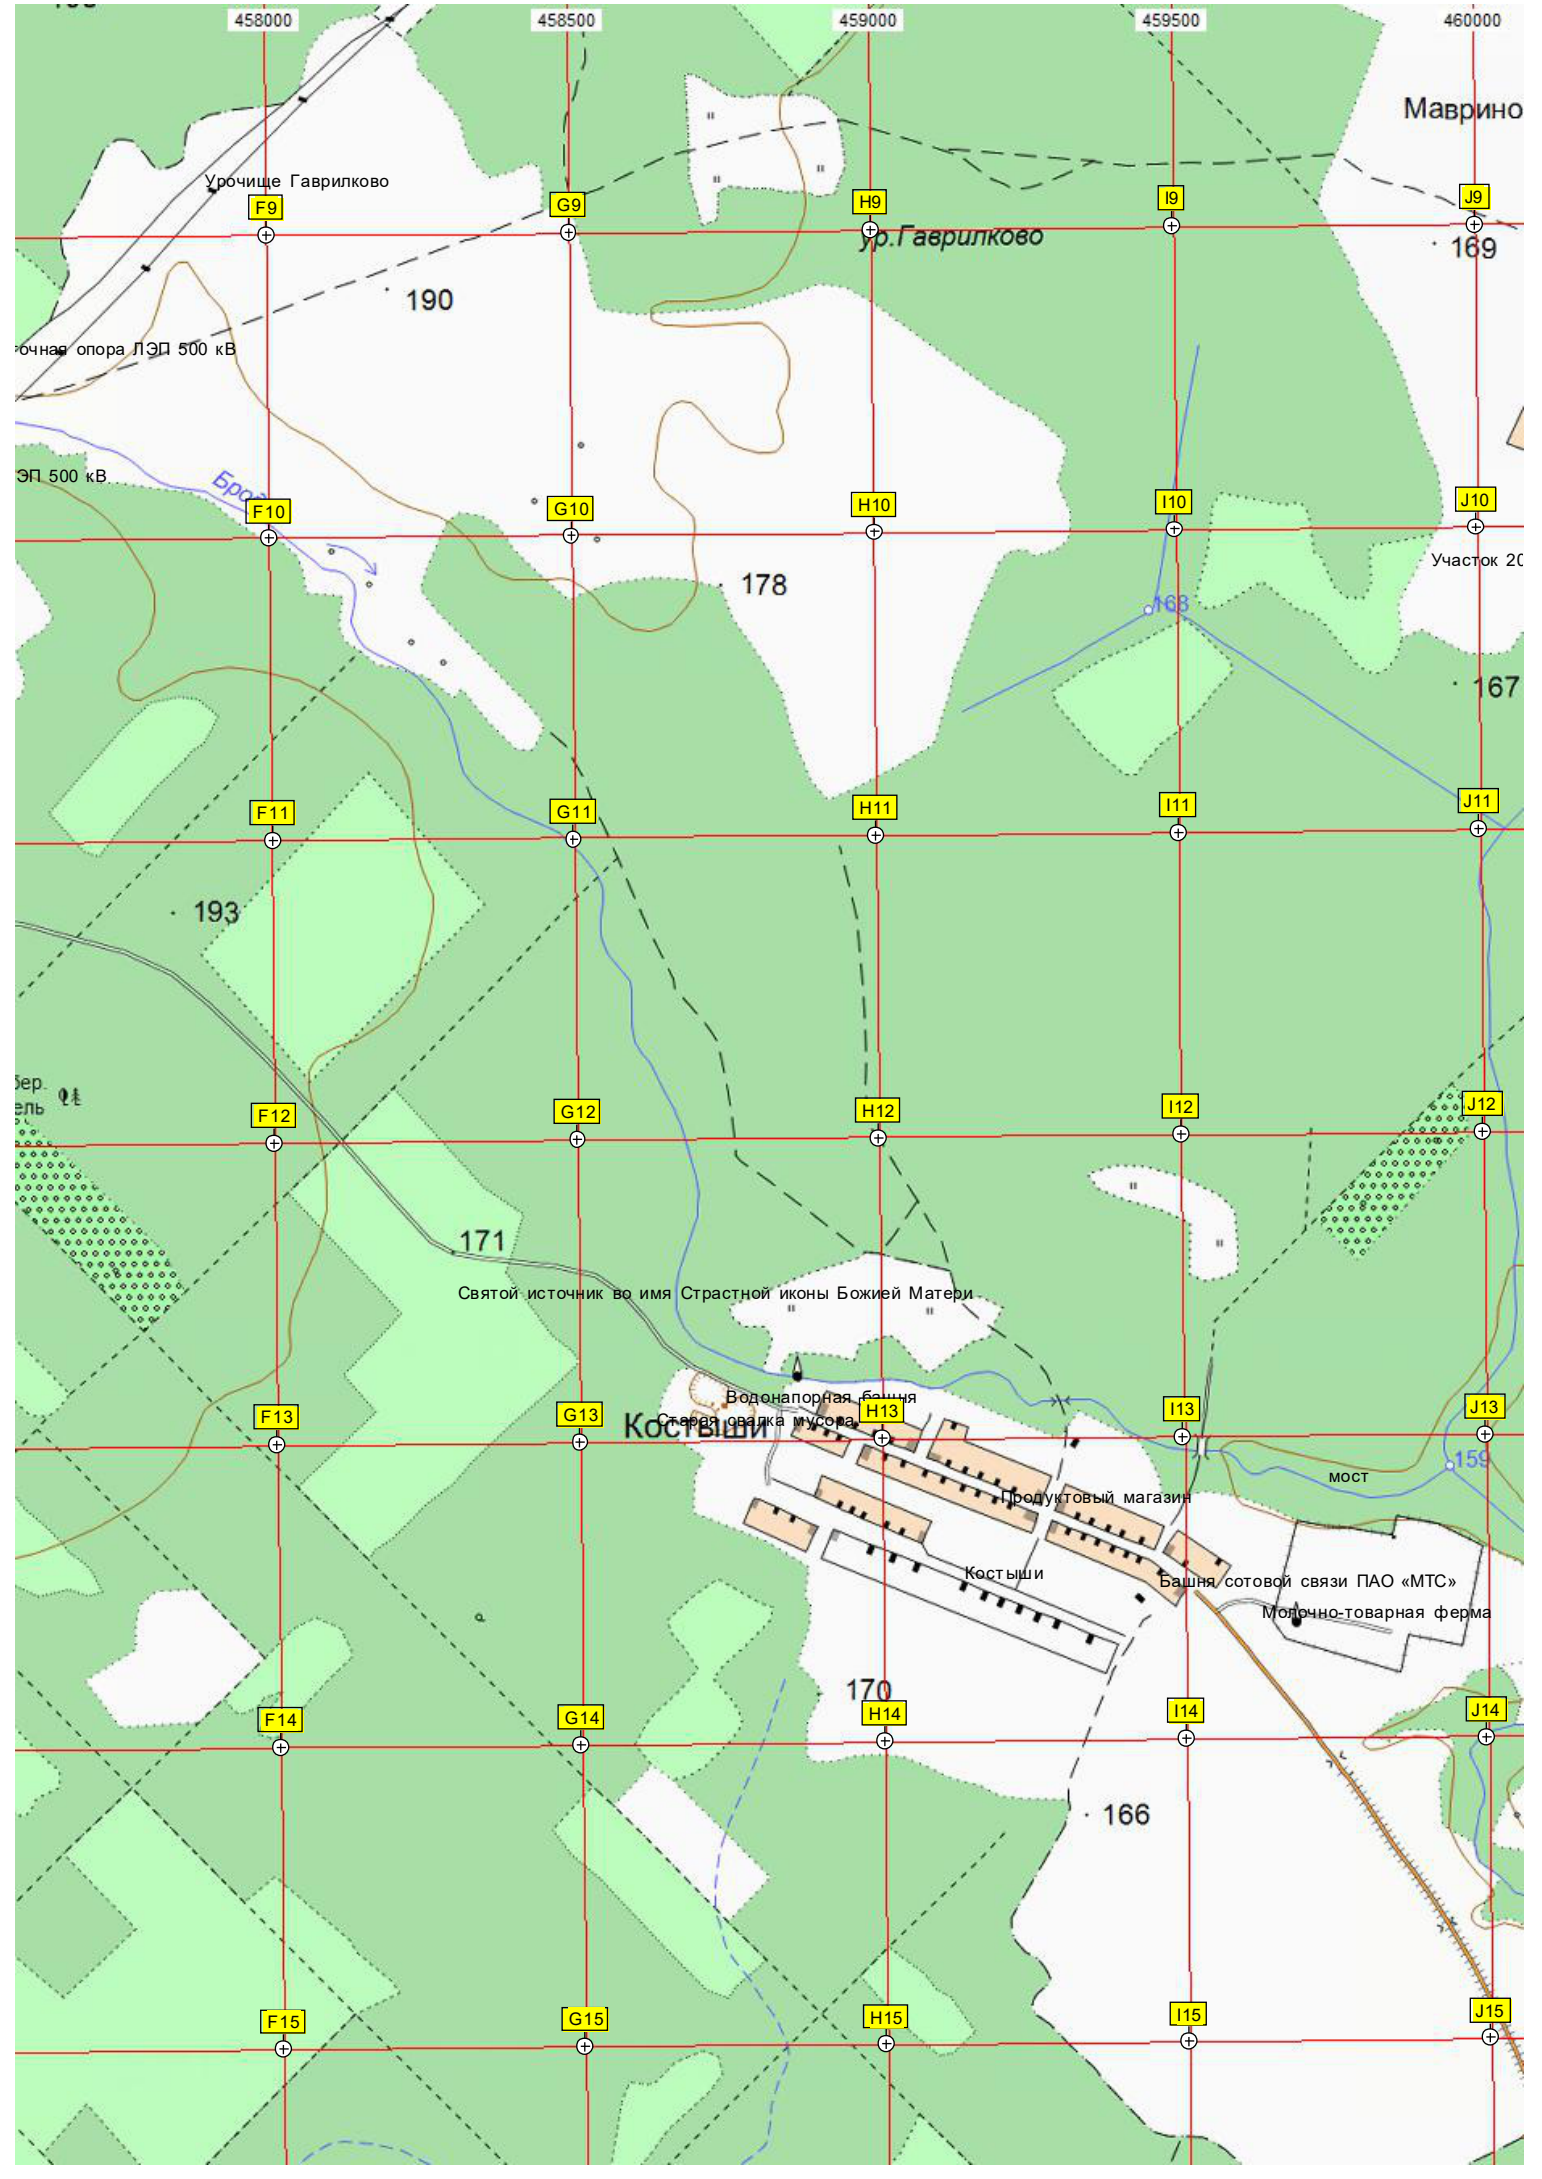 458000 458500 459000 459500 460000
Маврино
Урочище Гаврилково
F9 G9 H9 I9 J9
ур.Гаврилково
169
190
опора ЛЭП 500 кВ
500 кВ
F10 G10 H10 I10 J10
Участок
178
168
167
F11 G11 H11 I11 J11
193
бер.
F12 G12 H12 I12 J12
171
Святой источник во имя Страстной иконы Божией Матери
Водонапорная башня
Старая свалка мусора
Костыши
F13 G13 H13 I13 J13
159
мост
Продуктовый магазин
Костыши
Башня сотовой связи ПАО «МТС»
Молочно-товарная ферма
170
F14 G14 H14 I14 J14
166
F15 G15 H15 I15 J15